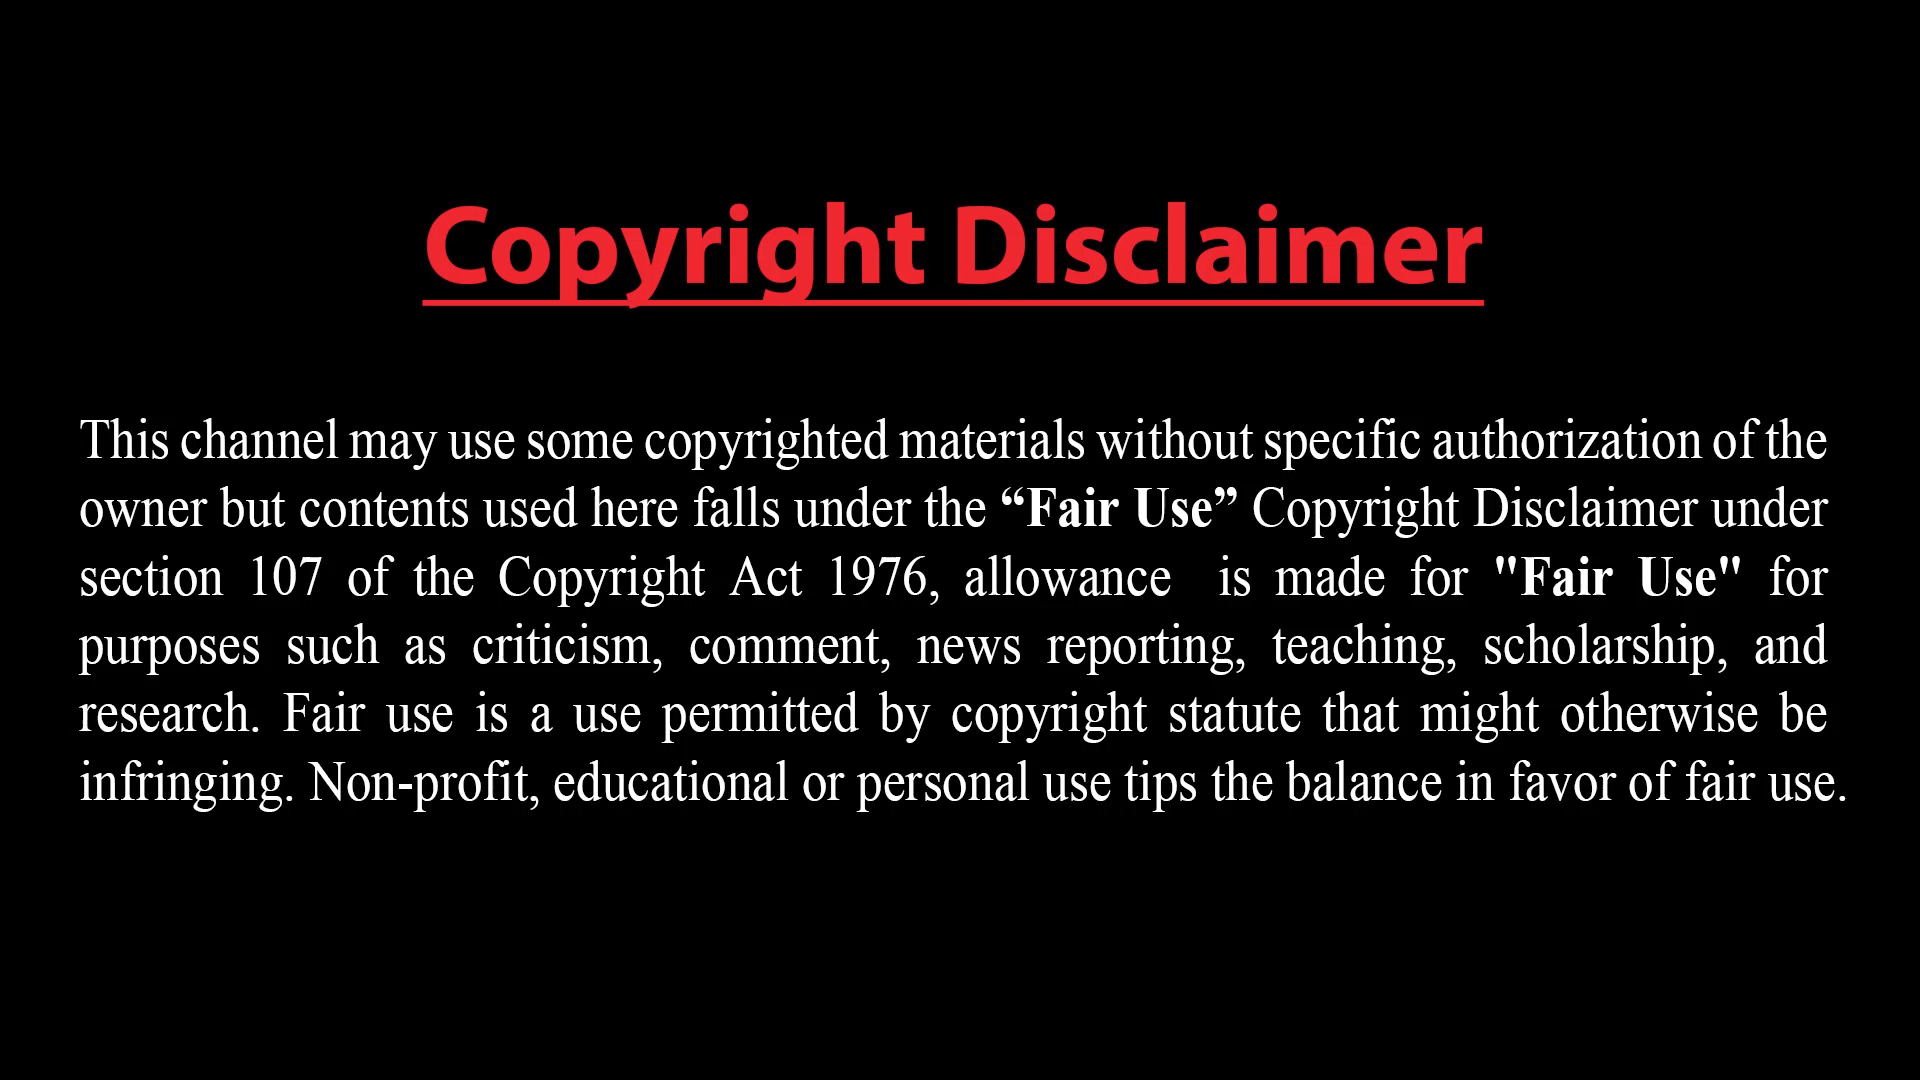 Copyright Disclaimer
This channel may use some copyrighted materials without specific authorization of the
owner but contents used here falls under the “Fair Use” Copyright Disclaimer under
section 107 of the Copyright Act 1976, allowance  is made for "Fair Use" for
purposes such as criticism, comment, news reporting, teaching, scholarship, and
research. Fair use is a use permitted by copyright statute that might otherwise be
infringing. Non-profit, educational or personal use tips the balance in favor of fair use.